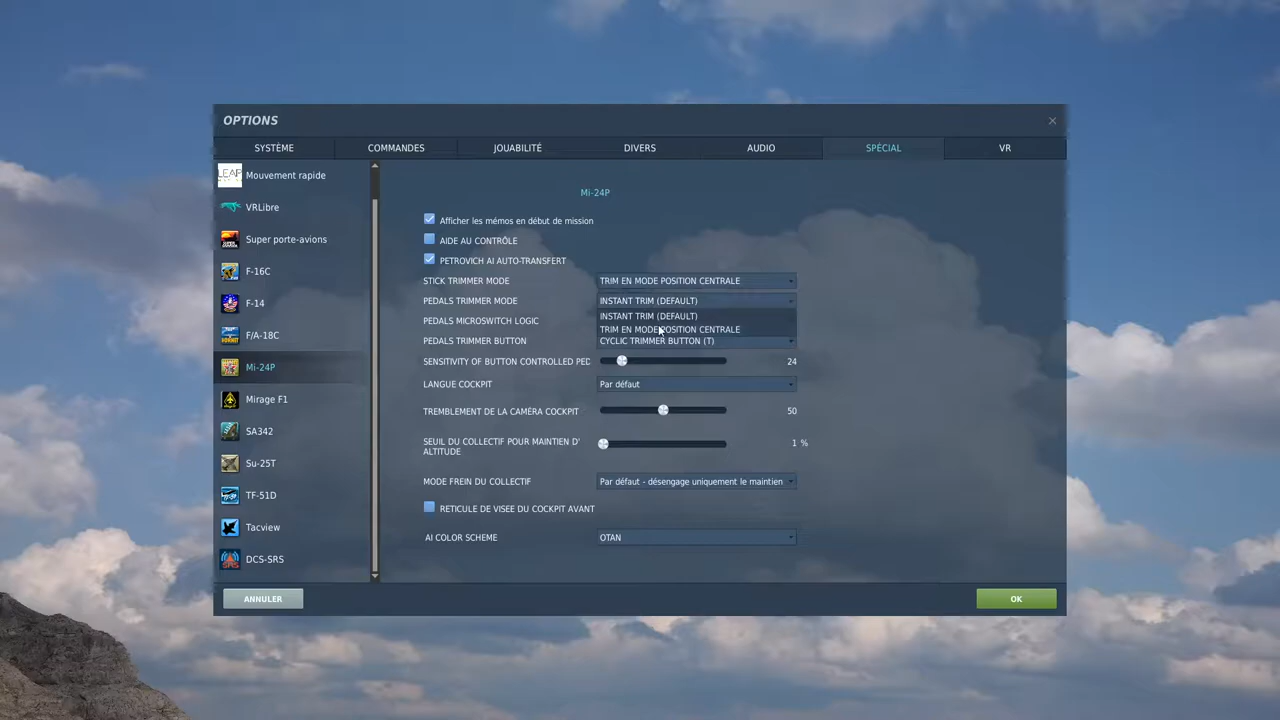 OPTIONS
SYSTÈME COMMANDES JOUABILITÉ DIVERS AUDIO SPÉCIAL VR
LEAP
Mouvement rapide
VRLibre
Super porte-avions
F-16C
F-14
F/A-18C
Mi-24P
Mirage F1
SA342
Su-25T
TF-51D
Tacview
DCS-SRS
Mi-24P
Afficher les mémos en début de mission
AIDE AU CONTRÔLE
PETROVICH AI AUTO-TRANSFERT
STICK TRIMMER MODE TRIM EN MODE POSITION CENTRALE
PEDALS TRIMMER MODE INSTANT TRIM (DEFAULT)
INSTANT TRIM (DEFAULT)
PEDALS MICROSWITCH LOGIC
TRIM EN MODE POSITION CENTRALE
PEDALS TRIMMER BUTTON CYCLIC TRIMMER BUTTON (T)
SENSITIVITY OF BUTTON CONTROLLED PED 24
LANGUE COCKPIT Par défaut
TREMBLEMENT DE LA CAMÉRA COCKPIT 50
SEUIL DU COLLECTIF POUR MAINTIEN D' 1 %
ALTITUDE
MODE FREIN DU COLLECTIF Par défaut - désengage uniquement le maintien
RETICULE DE VISEE DU COCKPIT AVANT
AI COLOR SCHEME OTAN
ANNULER OK